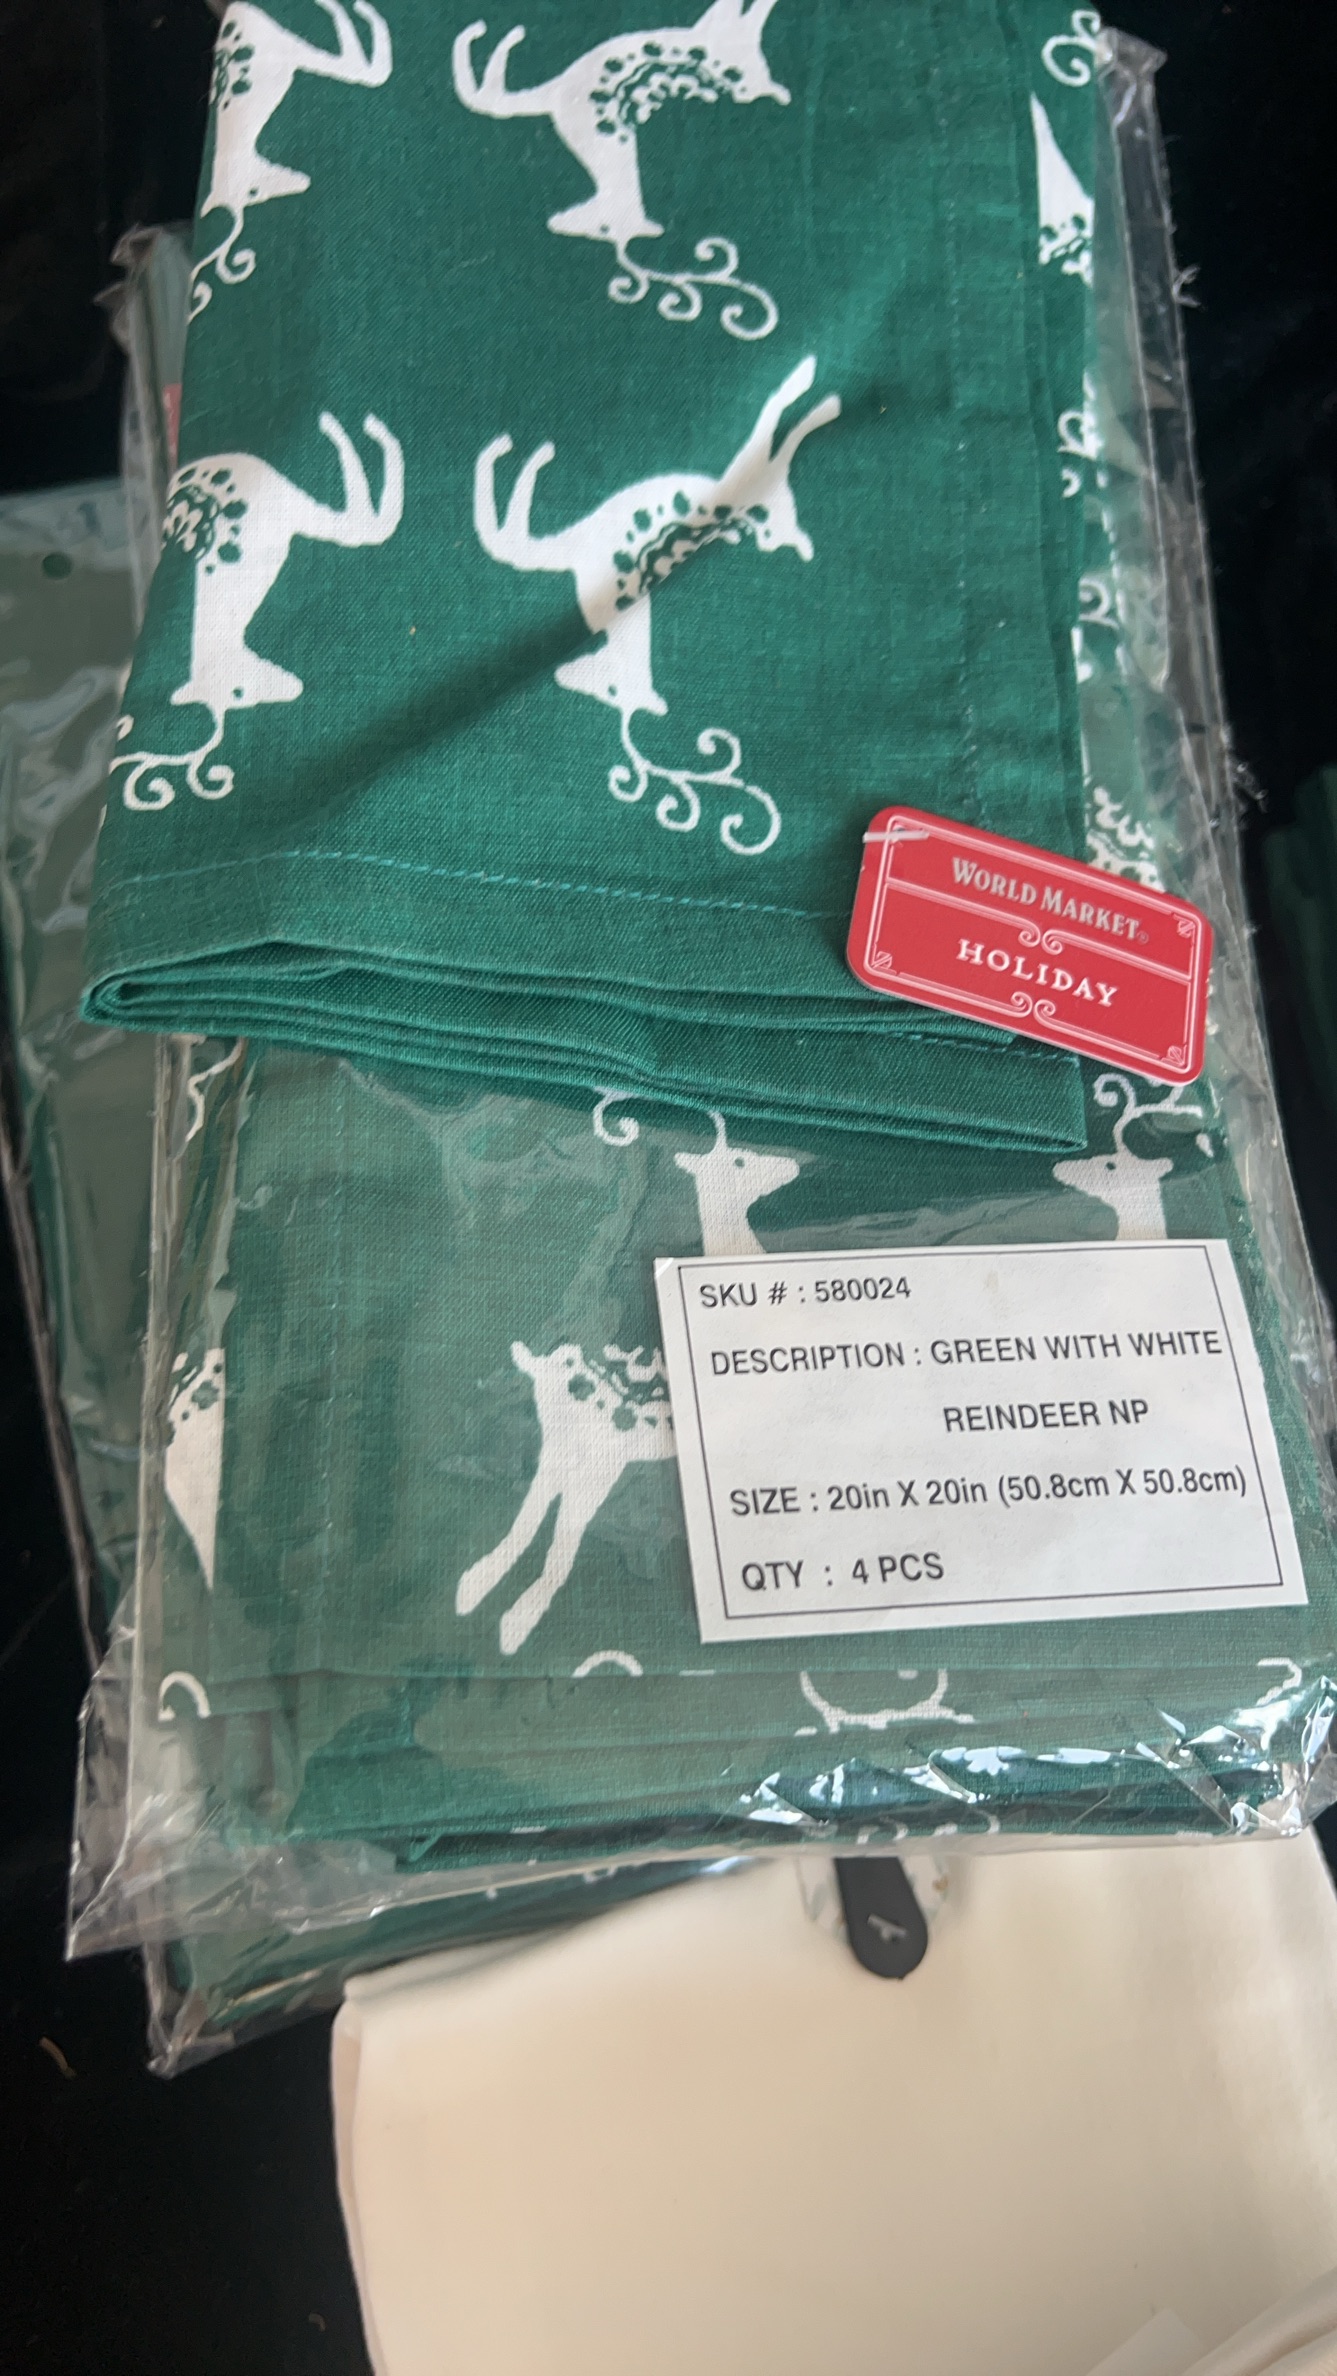 WORLD MARKET®
HOLIDAY
SKU # : 580024
DESCRIPTION : GREEN WITH WHITE
REINDEER NP
SIZE : 20in X 20in (50.8cm X 50.8cm)
QTY : 4 PCS